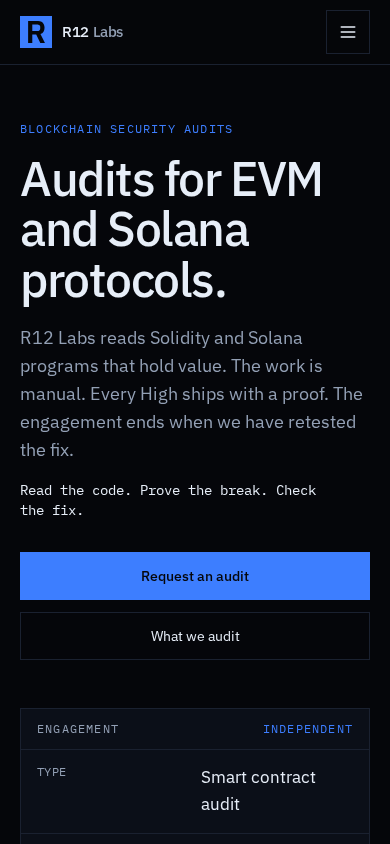 R R12 Labs
BLOCKCHAIN SECURITY AUDITS
Audits for EVM
and Solana
protocols.
R12 Labs reads Solidity and Solana
programs that hold value. The work is
manual. Every High ships with a proof. The
engagement ends when we have retested
the fix.
Read the code. Prove the break. Check
the fix.
Request an audit
What we audit
ENGAGEMENT INDEPENDENT
TYPE Smart contract
audit